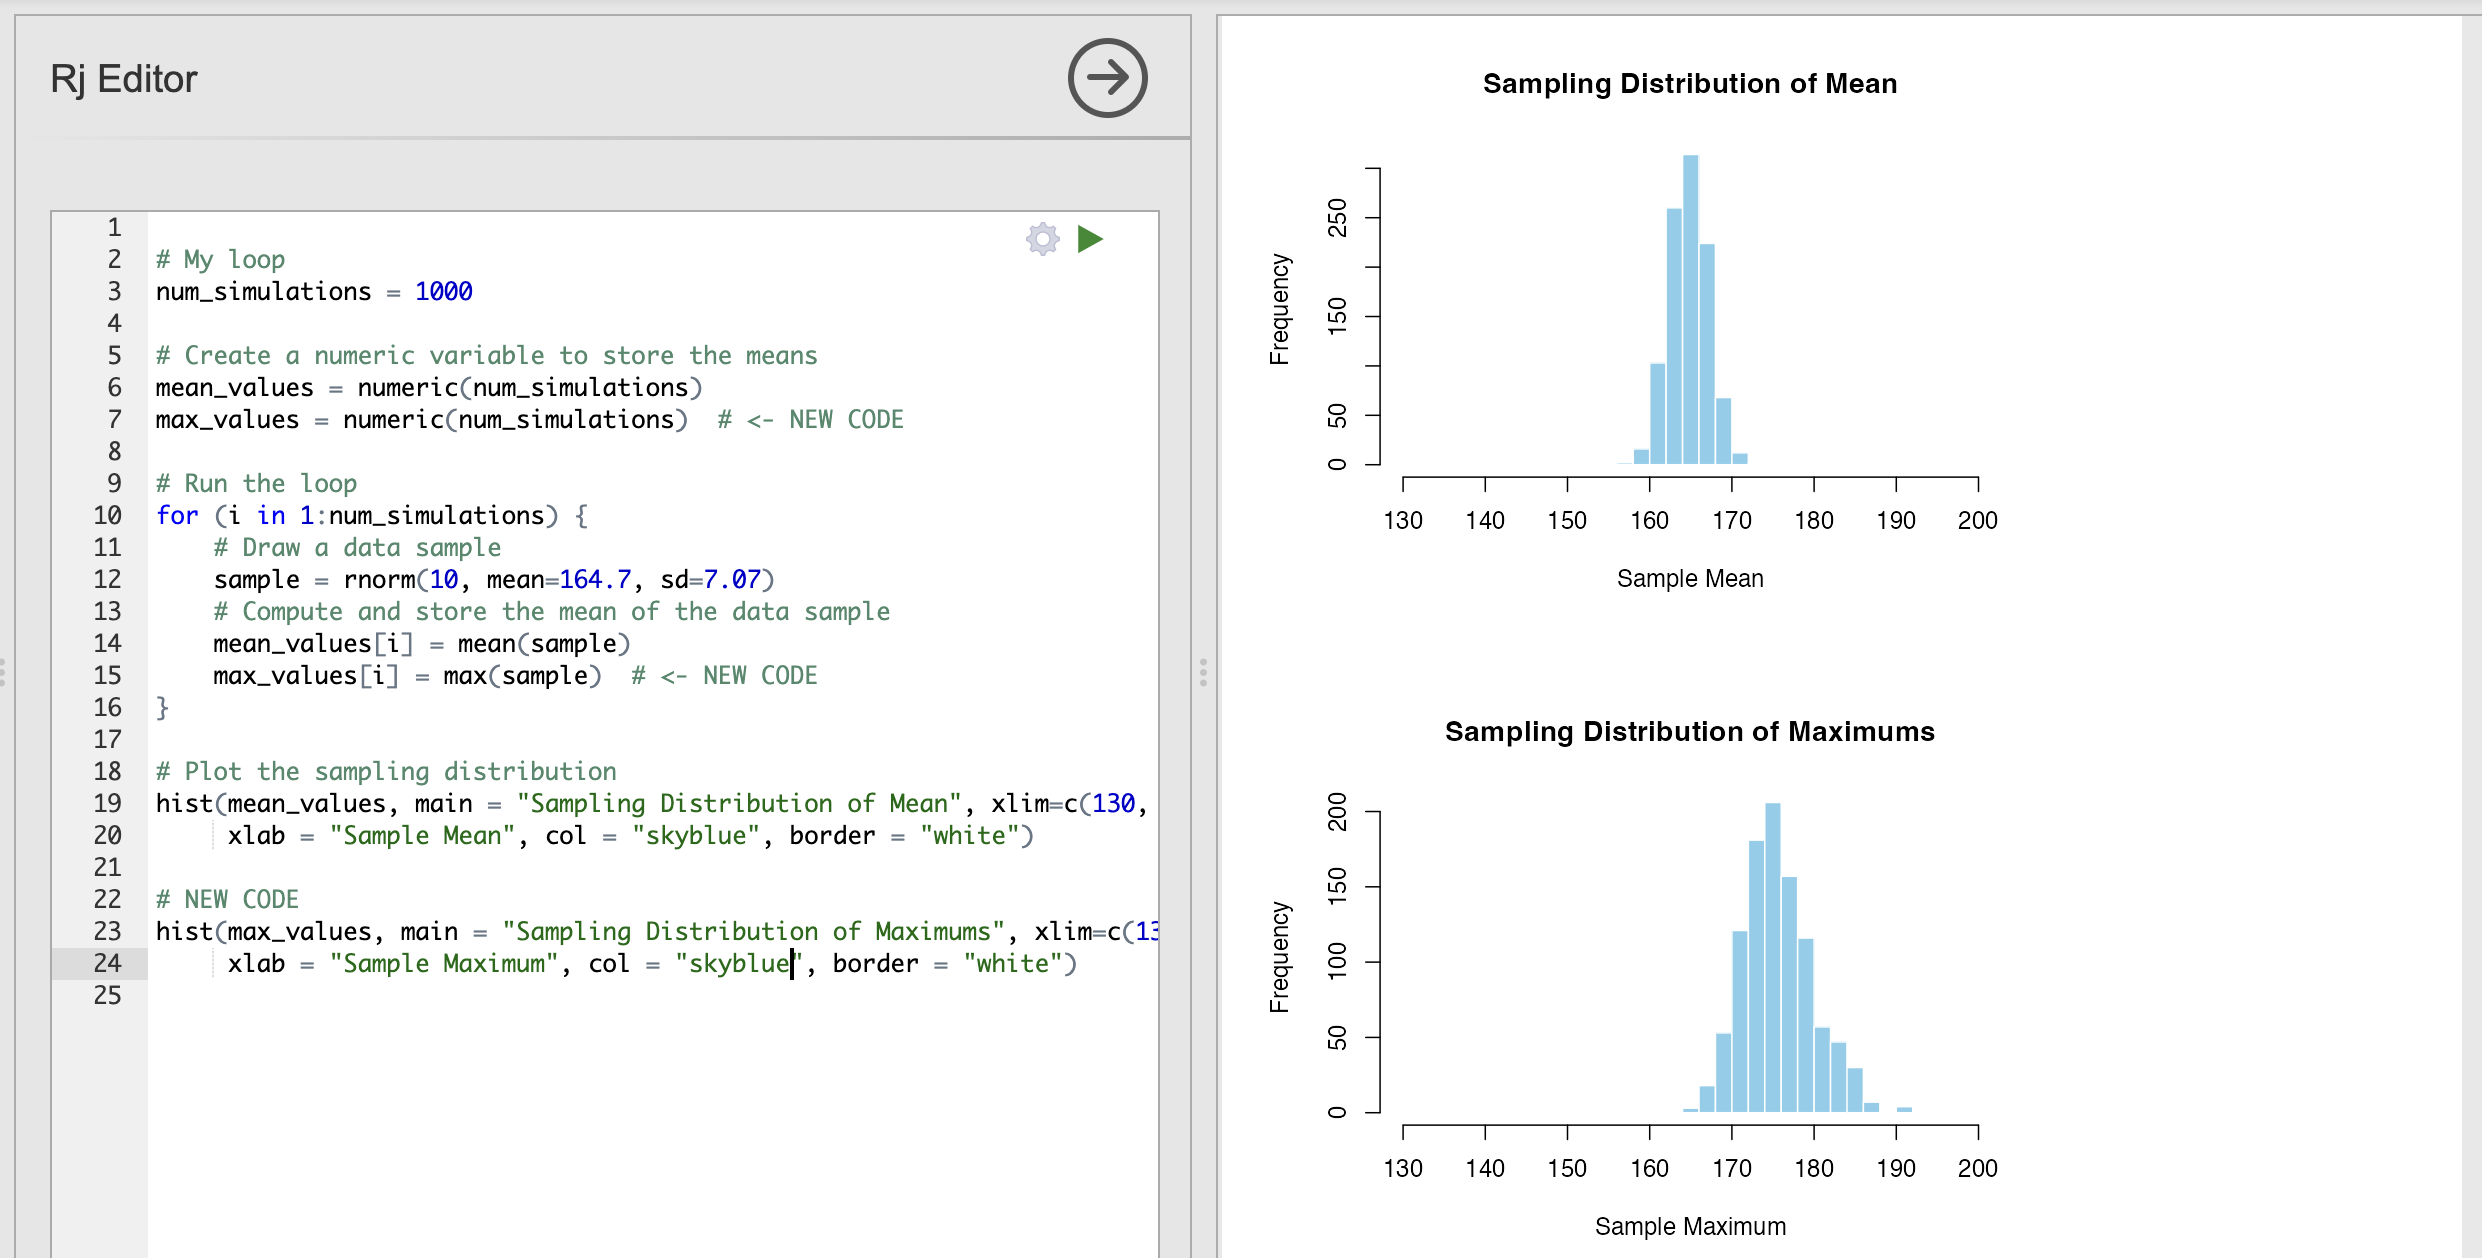 Rj Editor
1
2 # My loop
3 num_simulations = 1000
4
5 # Create a numeric variable to store the means
6 mean_values = numeric(num_simulations)
7 max_values = numeric(num_simulations)  # <- NEW CODE
8
9 # Run the loop
10 for (i in 1:num_simulations) {
11     # Draw a data sample
12     sample = rnorm(10, mean=164.7, sd=7.07)
13     # Compute and store the mean of the data sample
14     mean_values[i] = mean(sample)
15     max_values[i] = max(sample)  # <- NEW CODE
16 }
17
18 # Plot the sampling distribution
19 hist(mean_values, main = "Sampling Distribution of Mean", xlim=c(130,
20      xlab = "Sample Mean", col = "skyblue", border = "white")
21
22 # NEW CODE
23 hist(max_values, main = "Sampling Distribution of Maximums", xlim=c(13
24      xlab = "Sample Maximum", col = "skyblue", border = "white")
25
Sampling Distribution of Mean
Frequency
0 50 150 250
130 140 150 160 170 180 190 200
Sample Mean
Sampling Distribution of Maximums
Frequency
0 50 100 150 200
130 140 150 160 170 180 190 200
Sample Maximum